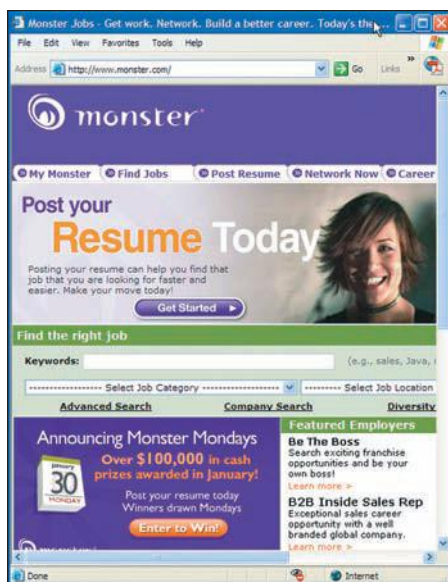 Monster Jobs - Get work. Network. Build a better career. Today's the...
File Edit View Favorites Tools Help
Address http://www.monster.com/ Go Links »
monster
My Monster Find Jobs Post Resume Network Now Career
Post your
Resume Today
Posting your resume can help you find that
job that you are looking for faster and
easier. Make your move today!
Get Started
Find the right job
Keywords: (e.g., sales, Java,
------------------ Select Job Category ------------------ --------- Select Job Location
Advanced Search Company Search Diversity
Announcing Monster Mondays
January
30
MONDAY
Over $100,000 in cash
prizes awarded in January!
Post your resume today
Winners drawn Mondays
Enter to Win!
monster
Featured Employers
Be The Boss
Search exciting franchise
opportunities and be your
own boss!
Learn more >
B2B Inside Sales Rep
Exceptional sales career
opportunity with a well
branded global company.
Learn more >
Done Internet